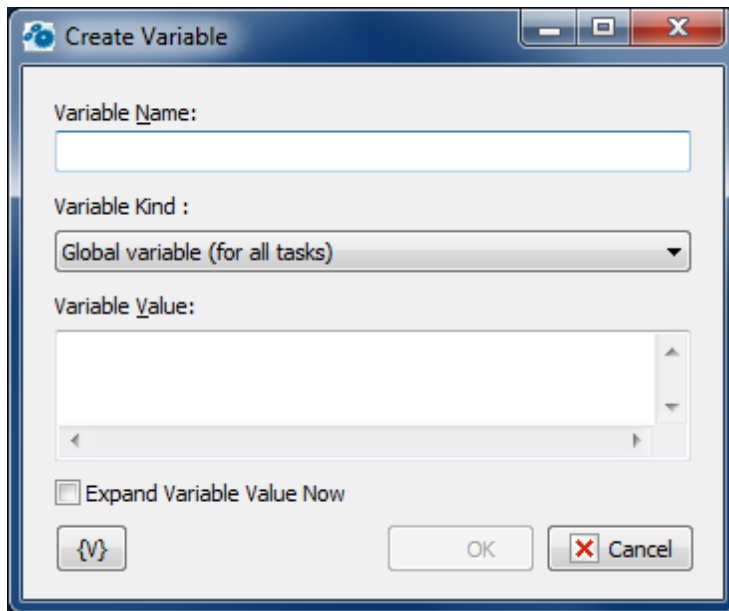 Create Variable
Variable Name:
Variable Kind :
Global variable (for all tasks)
Variable Value:
Expand Variable Value Now
{V} OK Cancel